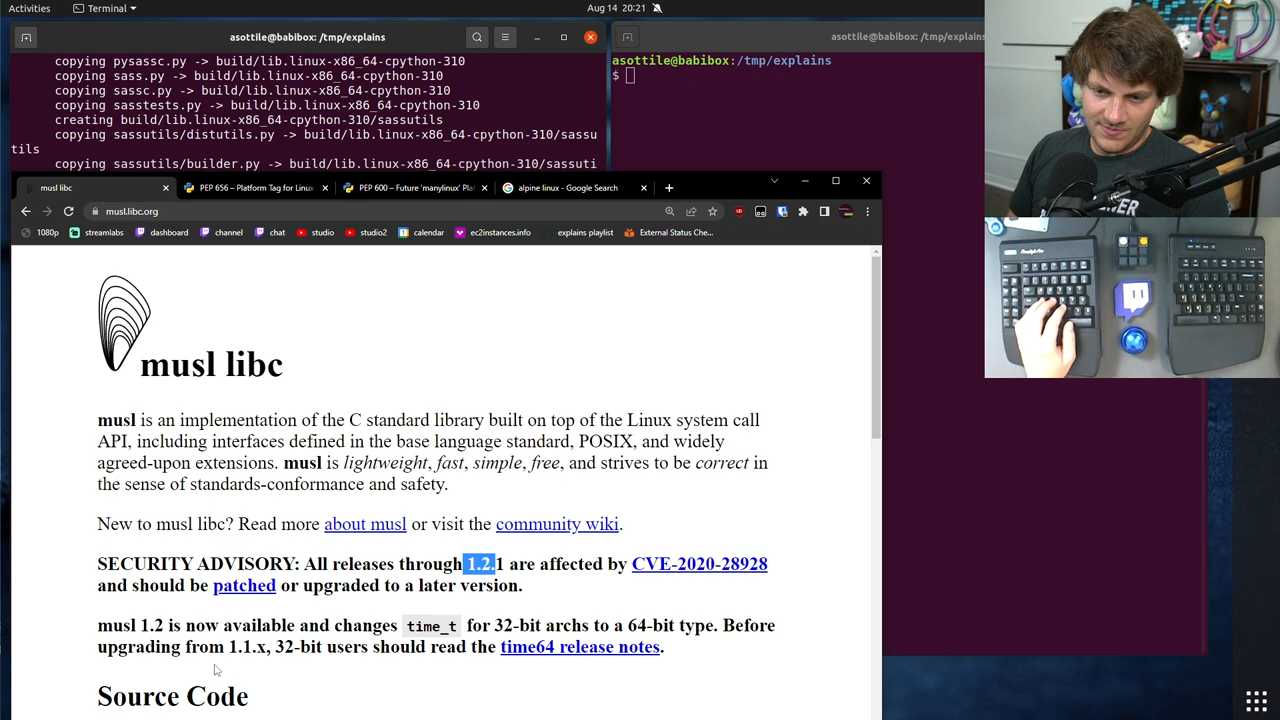 Activities
Terminal
Aug 14 20:21
asottile@babibox: /tmp/explains
asottile@babibox: /tmp/explains
copying pysassc.py -> build/lib.linux-x86_64-cpython-310
copying sass.py -> build/lib.linux-x86_64-cpython-310
copying sassc.py -> build/lib.linux-x86_64-cpython-310
copying sasstests.py -> build/lib.linux-x86_64-cpython-310
creating build/lib.linux-x86_64-cpython-310/sassutils
copying sassutils/distutils.py -> build/lib.linux-x86_64-cpython-310/sassu
tils
copying sassutils/builder.py -> build/lib.linux-x86_64-cpython-310/sassuti
asottile@babibox:/tmp/explains
$
musl libc
PEP 656 – Platform Tag for Linux
PEP 600 – Future 'manylinux' Pla
alpine linux - Google Search
musl.libc.org
1080p
streamlabs
dashboard
channel
chat
studio
studio2
calendar
ec2instances.info
explains playlist
External Status Che...
musl libc
musl is an implementation of the C standard library built on top of the Linux system call
API, including interfaces defined in the base language standard, POSIX, and widely
agreed-upon extensions. musl is lightweight, fast, simple, free, and strives to be correct in
the sense of standards-conformance and safety.
New to musl libc? Read more about musl or visit the community wiki.
SECURITY ADVISORY: All releases through 1.2.1 are affected by CVE-2020-28928
and should be patched or upgraded to a later version.
musl 1.2 is now available and changes time_t for 32-bit archs to a 64-bit type. Before
upgrading from 1.1.x, 32-bit users should read the time64 release notes.
Source Code